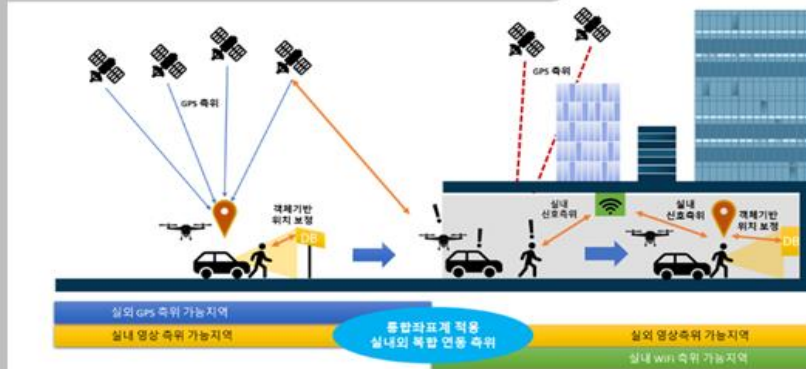 GPS 측위
GPS 측위
객체기반
위치 보정
DB
실내
신호측위
실내
신호측위
객체기반
위치 보정
DB
실외 GPS 측위 가능지역
실내 영상 측위 가능지역
통합좌표계 적용
실내외 복합 연동 측위
실외 영상측위 가능지역
실내 WiFi 측위 가능지역